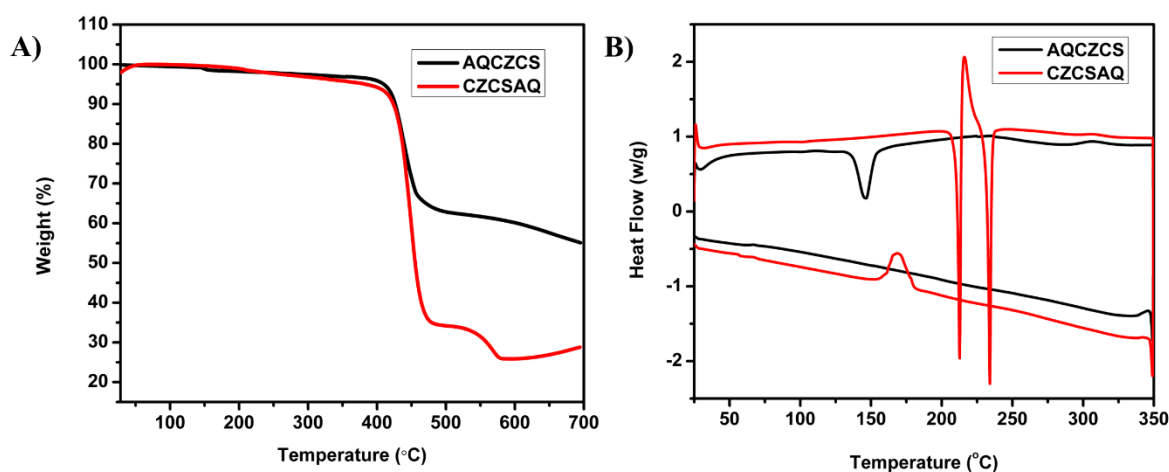 A)
110
100
90
80
70
60
50
40
30
20
Weight (%)
AQCZCS
CZCSAQ
100 200 300 400 500 600 700
Temperature (°C)
B)
2
1
0
-1
-2
Heat Flow (w/g)
AQCZCS
CZCSAQ
50 100 150 200 250 300 350
Temperature (°C)